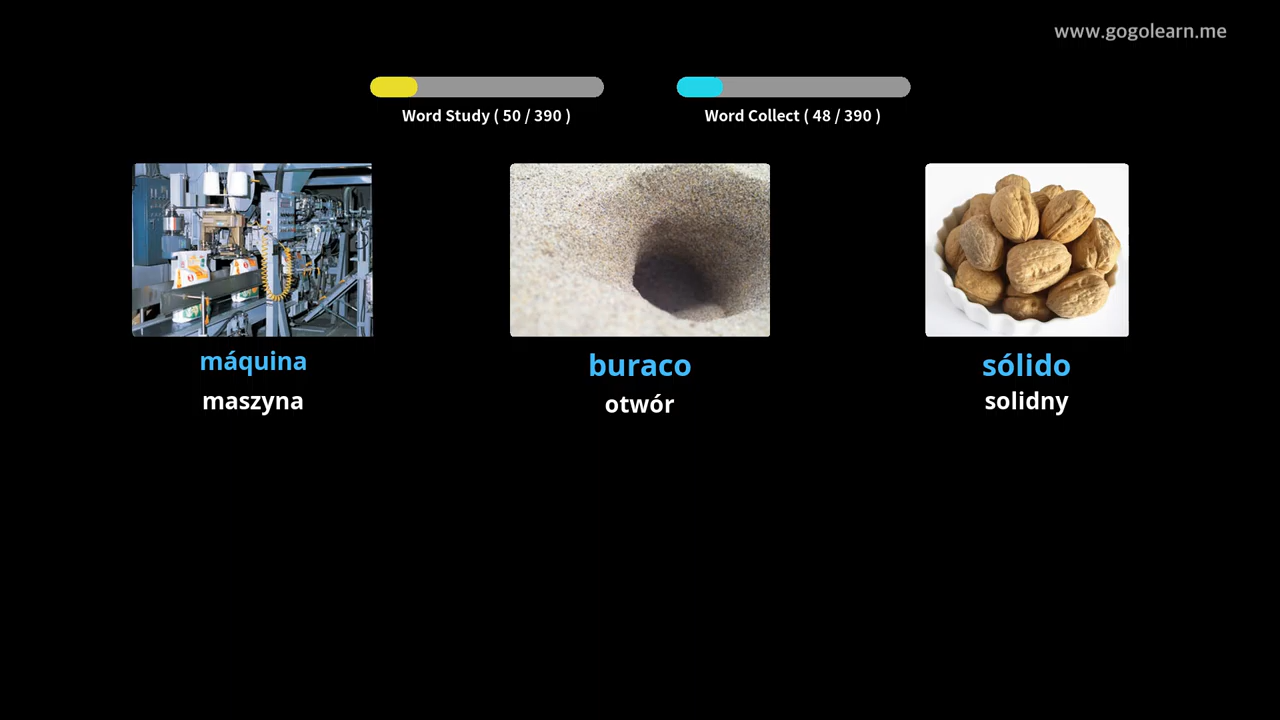 www.gogolearn.me
Word Study ( 50 / 390 )
Word Collect ( 48 / 390 )
máquina
maszyna
buraco
otwór
sólido
solidny